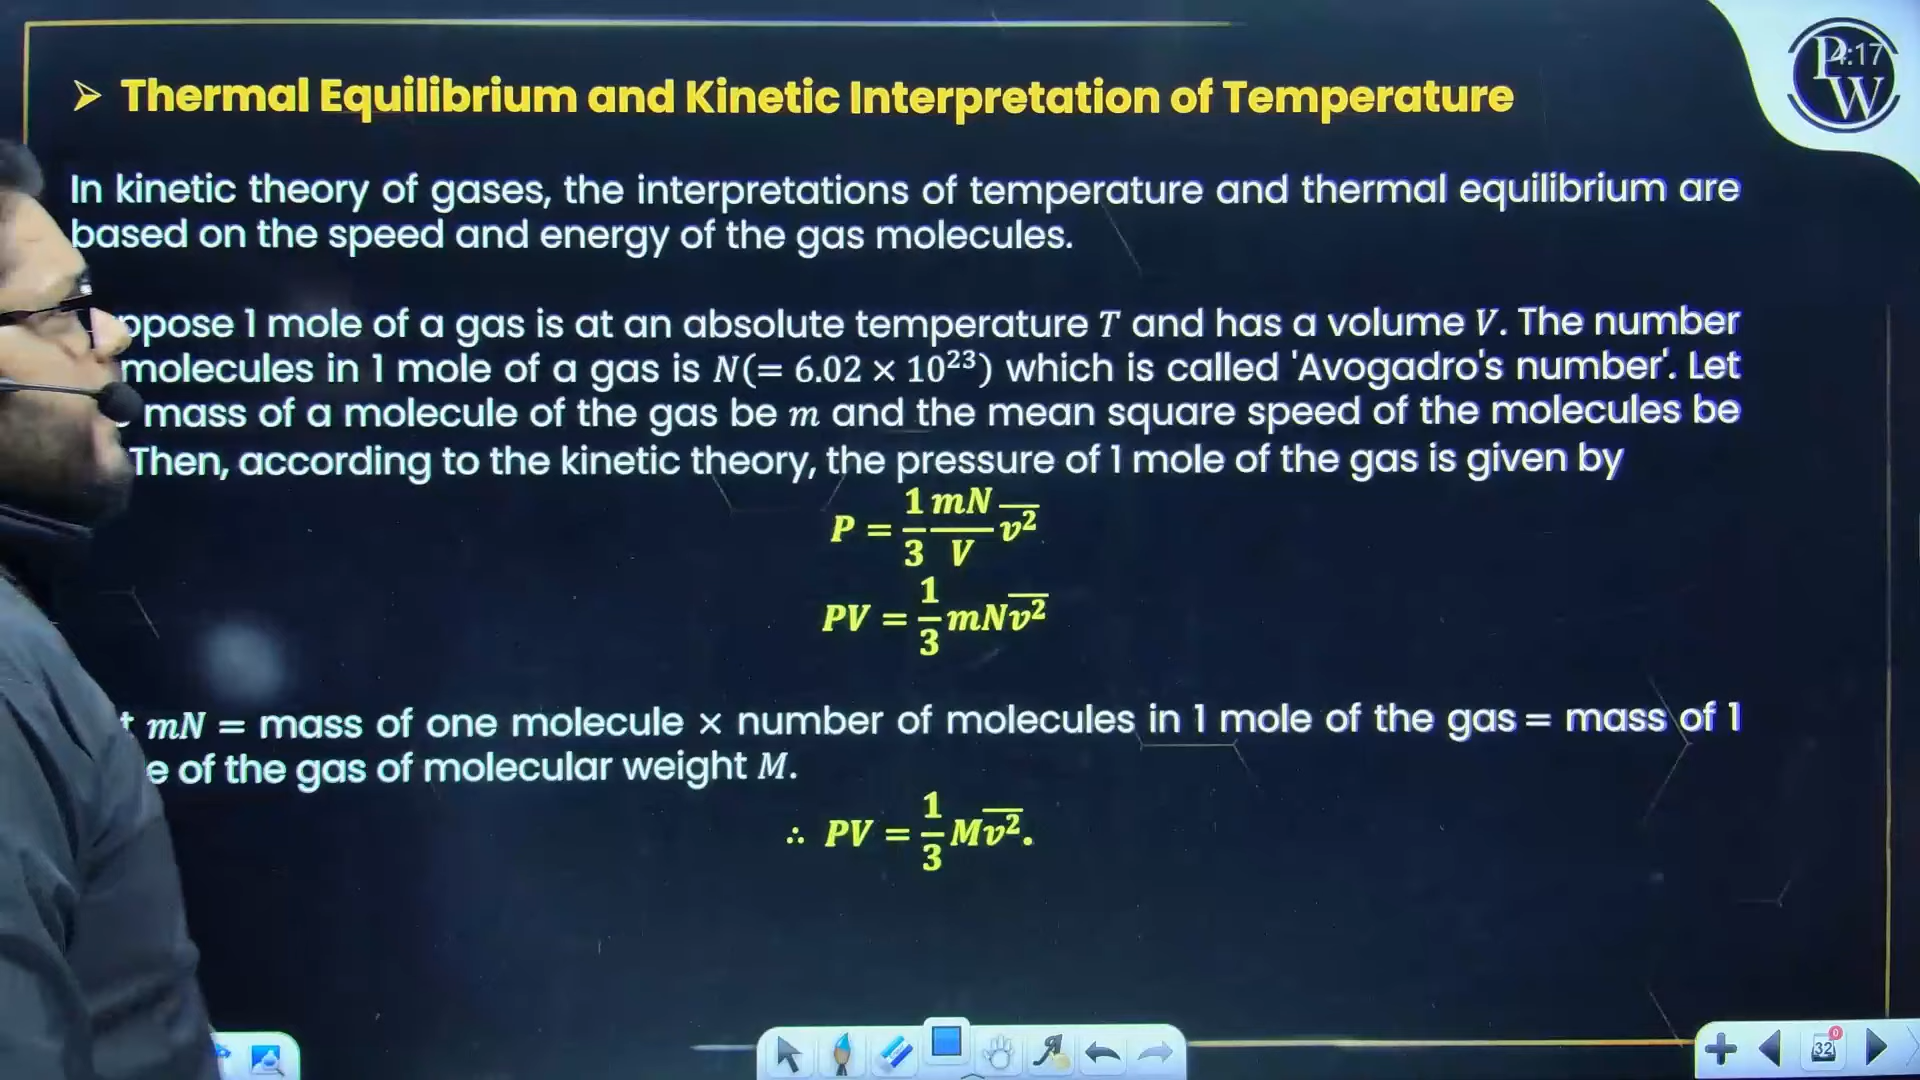 ➤ Thermal Equilibrium and Kinetic Interpretation of Temperature
PW
4:17
In kinetic theory of gases, the interpretations of temperature and thermal equilibrium are
based on the speed and energy of the gas molecules.
1 mole of a gas is at an absolute temperature T and has a volume V. The number
molecules in 1 mole of a gas is N(= 6.02 × 10²³) which is called 'Avogadro's number'. Let
mass of a molecule of the gas be m and the mean square speed of the molecules be
Then, according to the kinetic theory, the pressure of 1 mole of the gas is given by
P = 1/3 mN/V v̅²
PV = 1/3 mNv̅²
mN = mass of one molecule × number of molecules in 1 mole of the gas = mass of 1
of the gas of molecular weight M.
∴ PV = 1/3 Mv̅².
32
0